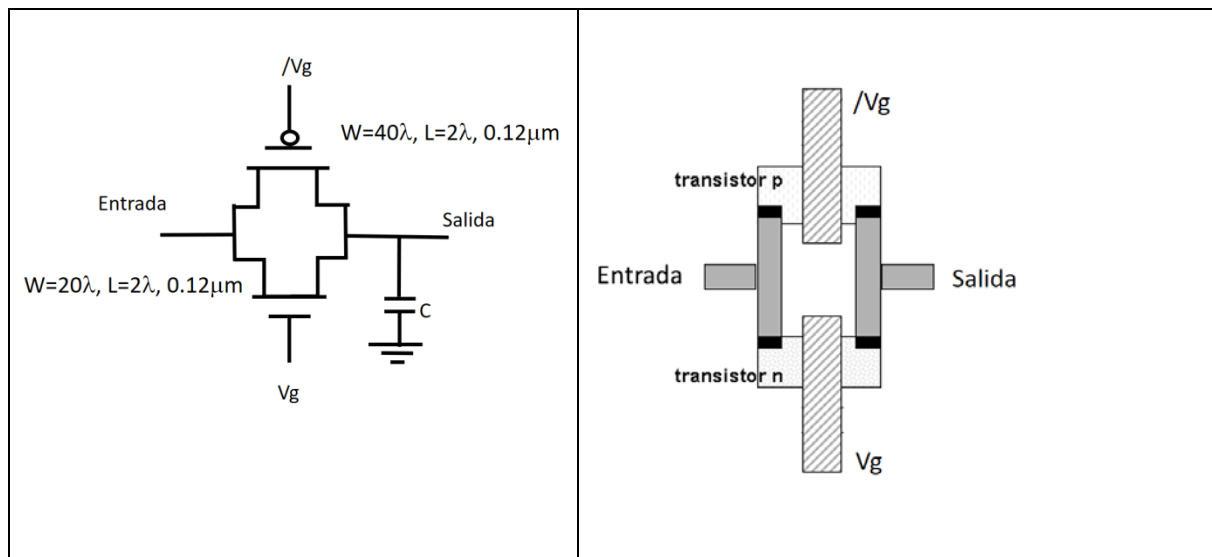 /Vg
W=40λ, L=2λ, 0.12μm
Entrada
Salida
W=20λ, L=2λ, 0.12μm
C
Vg
/Vg
transistor p
Entrada
Salida
transistor n
Vg